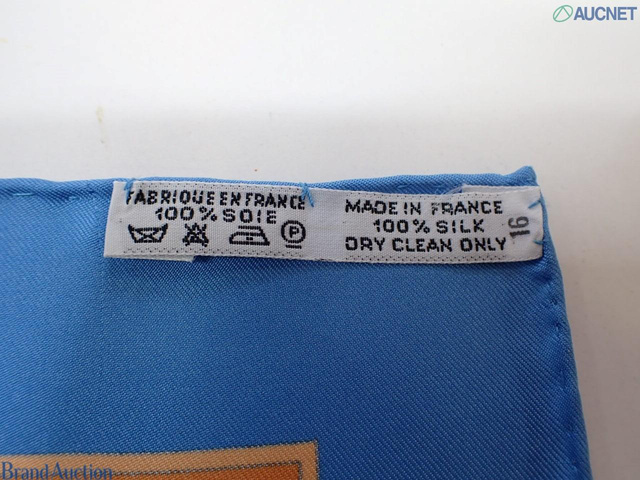 AUCNET
FABRIQUE EN FRANCE
100% SOIE
P
MADE IN FRANCE
100% SILK
DRY CLEAN ONLY
16
Brand Auction